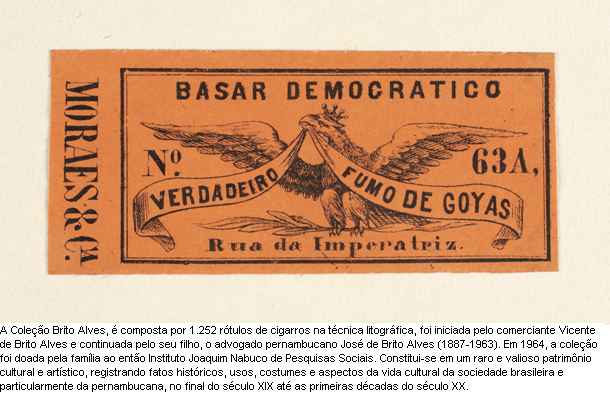 MORAES & Cª
BASAR DEMOCRATICO
Nº 63A,
VERDADEIRO FUMO DE GOYAS
Rua da Imperatriz.
A Coleção Brito Alves, é composta por 1.252 rótulos de cigarros na técnica litográfica, foi iniciada pelo comerciante Vicente
de Brito Alves e continuada pelo seu filho, o advogado pernambucano José de Brito Alves (1887-1963). Em 1964, a coleção
foi doada pela família ao então Instituto Joaquim Nabuco de Pesquisas Sociais. Constitui-se em um raro e valioso patrimônio
cultural e artístico, registrando fatos históricos, usos, costumes e aspectos da vida cultural da sociedade brasileira e
particularmente da pernambucana, no final do século XIX até as primeiras décadas do século XX.